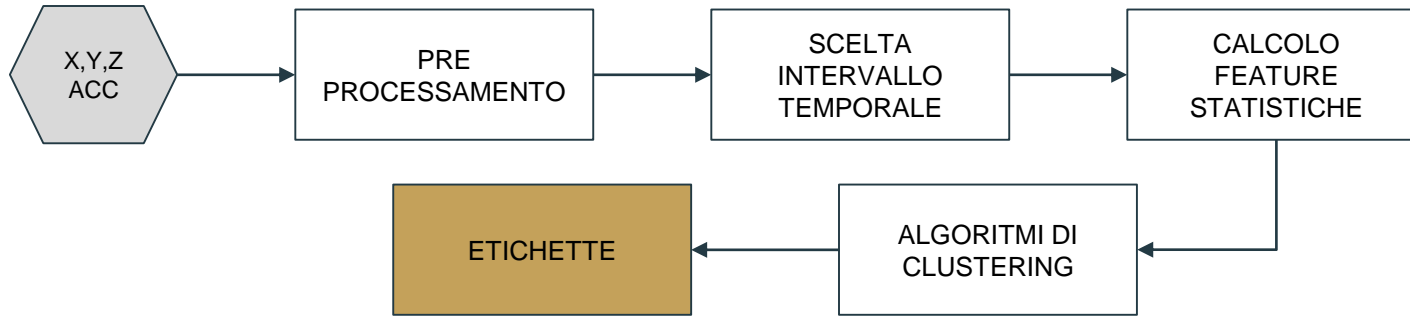 X,Y,Z
ACC
PRE
PROCESSAMENTO
SCELTA
INTERVALLO
TEMPORALE
CALCOLO
FEATURE
STATISTICHE
ALGORITMI DI
CLUSTERING
ETICHETTE